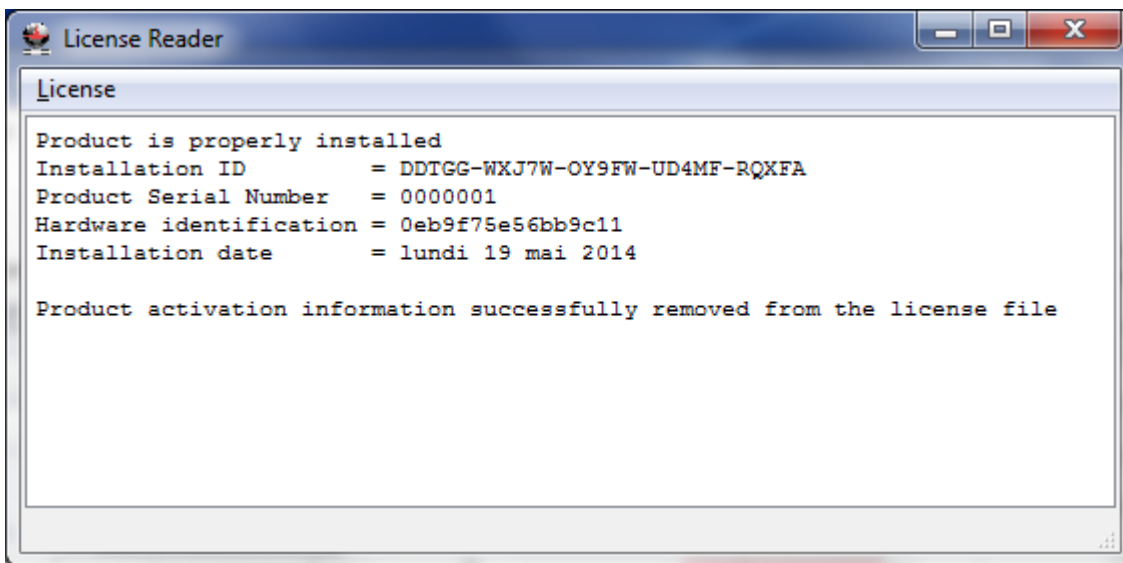 License Reader
License
Product is properly installed
Installation ID = DDTGG-WXJ7W-OY9FW-UD4MF-RQXFA
Product Serial Number = 0000001
Hardware identification = 0eb9f75e56bb9c11
Installation date = lundi 19 mai 2014
Product activation information successfully removed from the license file